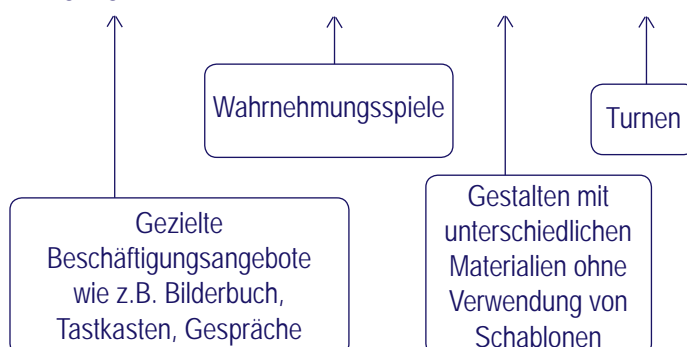 Wahrnehmungsspiele
Turnen
Gezielte
Beschäftigungsangebote
wie z.B. Bilderbuch,
Tastkasten, Gespräche
Gestalten mit
unterschiedlichen
Materialien ohne
Verwendung von
Schablonen